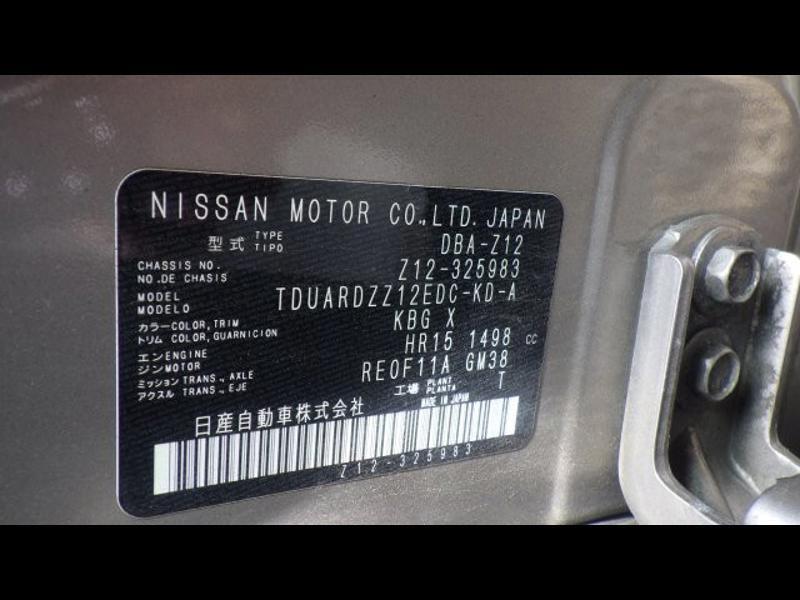 NISSAN MOTOR CO.,LTD. JAPAN
型式 TYPE TIPO DBA-Z12
CHASSIS NO. NO.DE CHASIS Z12-325983
MODEL MODELO TDUARDZZ12EDC-KD-A
カラー COLOR, TRIM トリム COLOR, GUARNICION KBG X
エンジン ENGINE MOTOR HR15 1498 CC
ミッション TRANS., AXLE アクスル TRANS., EJE RE0F11A GM38
工場 PLANT, PLANTA T
日産自動車株式会社 MADE IN JAPAN
Z12-325983